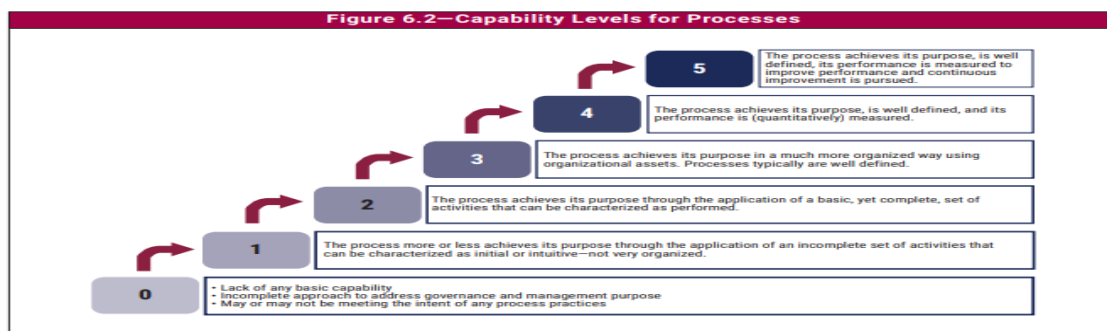 Figure 6.2—Capability Levels for Processes
5
The process achieves its purpose, is well
defined, its performance is measured to
improve performance and continuous
improvement is pursued.
4
The process achieves its purpose, is well defined, and its
performance is (quantitatively) measured.
3
The process achieves its purpose in a much more organized way using
organizational assets. Processes typically are well defined.
2
The process achieves its purpose through the application of a basic, yet complete, set of
activities that can be characterized as performed.
1
The process more or less achieves its purpose through the application of an incomplete set of activities that
can be characterized as initial or intuitive—not very organized.
0
• Lack of any basic capability
• Incomplete approach to address governance and management purpose
• May or may not be meeting the intent of any process practices